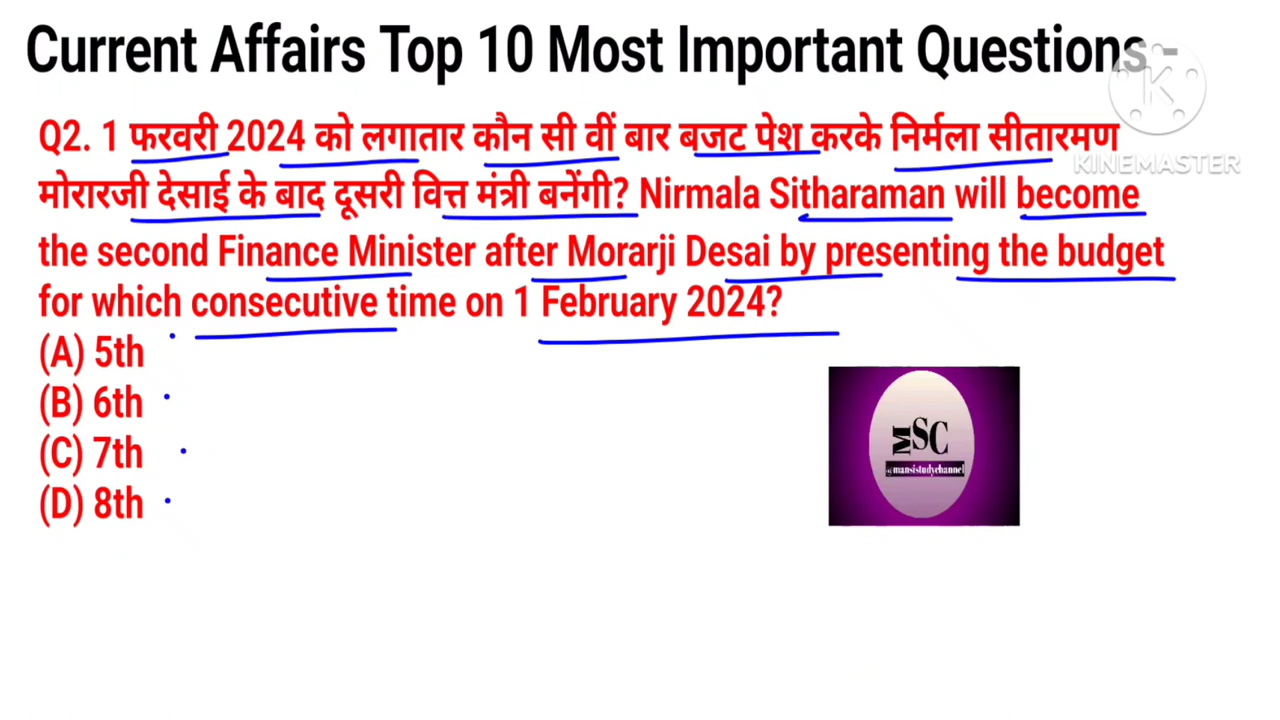 Current Affairs Top 10 Most Important Questions -
KINEMASTER
Q2. 1 फरवरी 2024 को लगातार कौन सी वीं बार बजट पेश करके निर्मला सीतारमण
मोरारजी देसाई के बाद दूसरी वित्त मंत्री बनेंगी? Nirmala Sitharaman will become
the second Finance Minister after Morarji Desai by presenting the budget
for which consecutive time on 1 February 2024?
(A) 5th
(B) 6th
(C) 7th
(D) 8th
MSC
@mansistudychannel